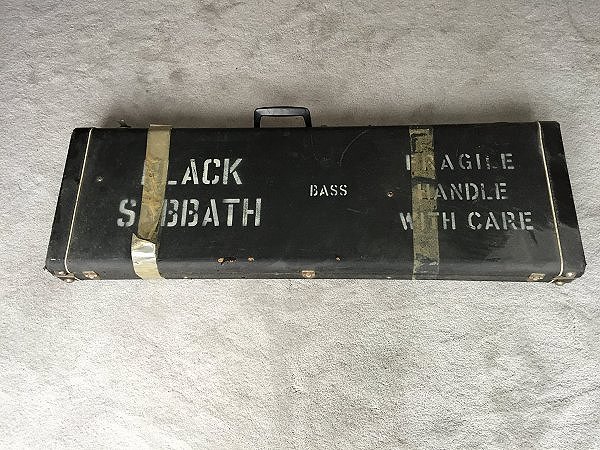 BLACK
SABBATH
BASS
FRAGILE
HANDLE
WITH CARE